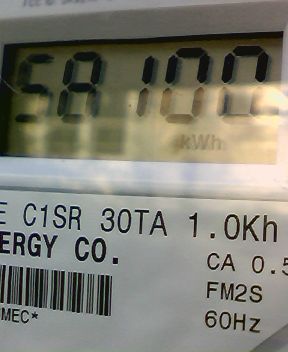 58100
kWh
E C1SR 30TA 1.0Kh
ERGY CO.
CA 0.5
FM2S
MEC*
60Hz